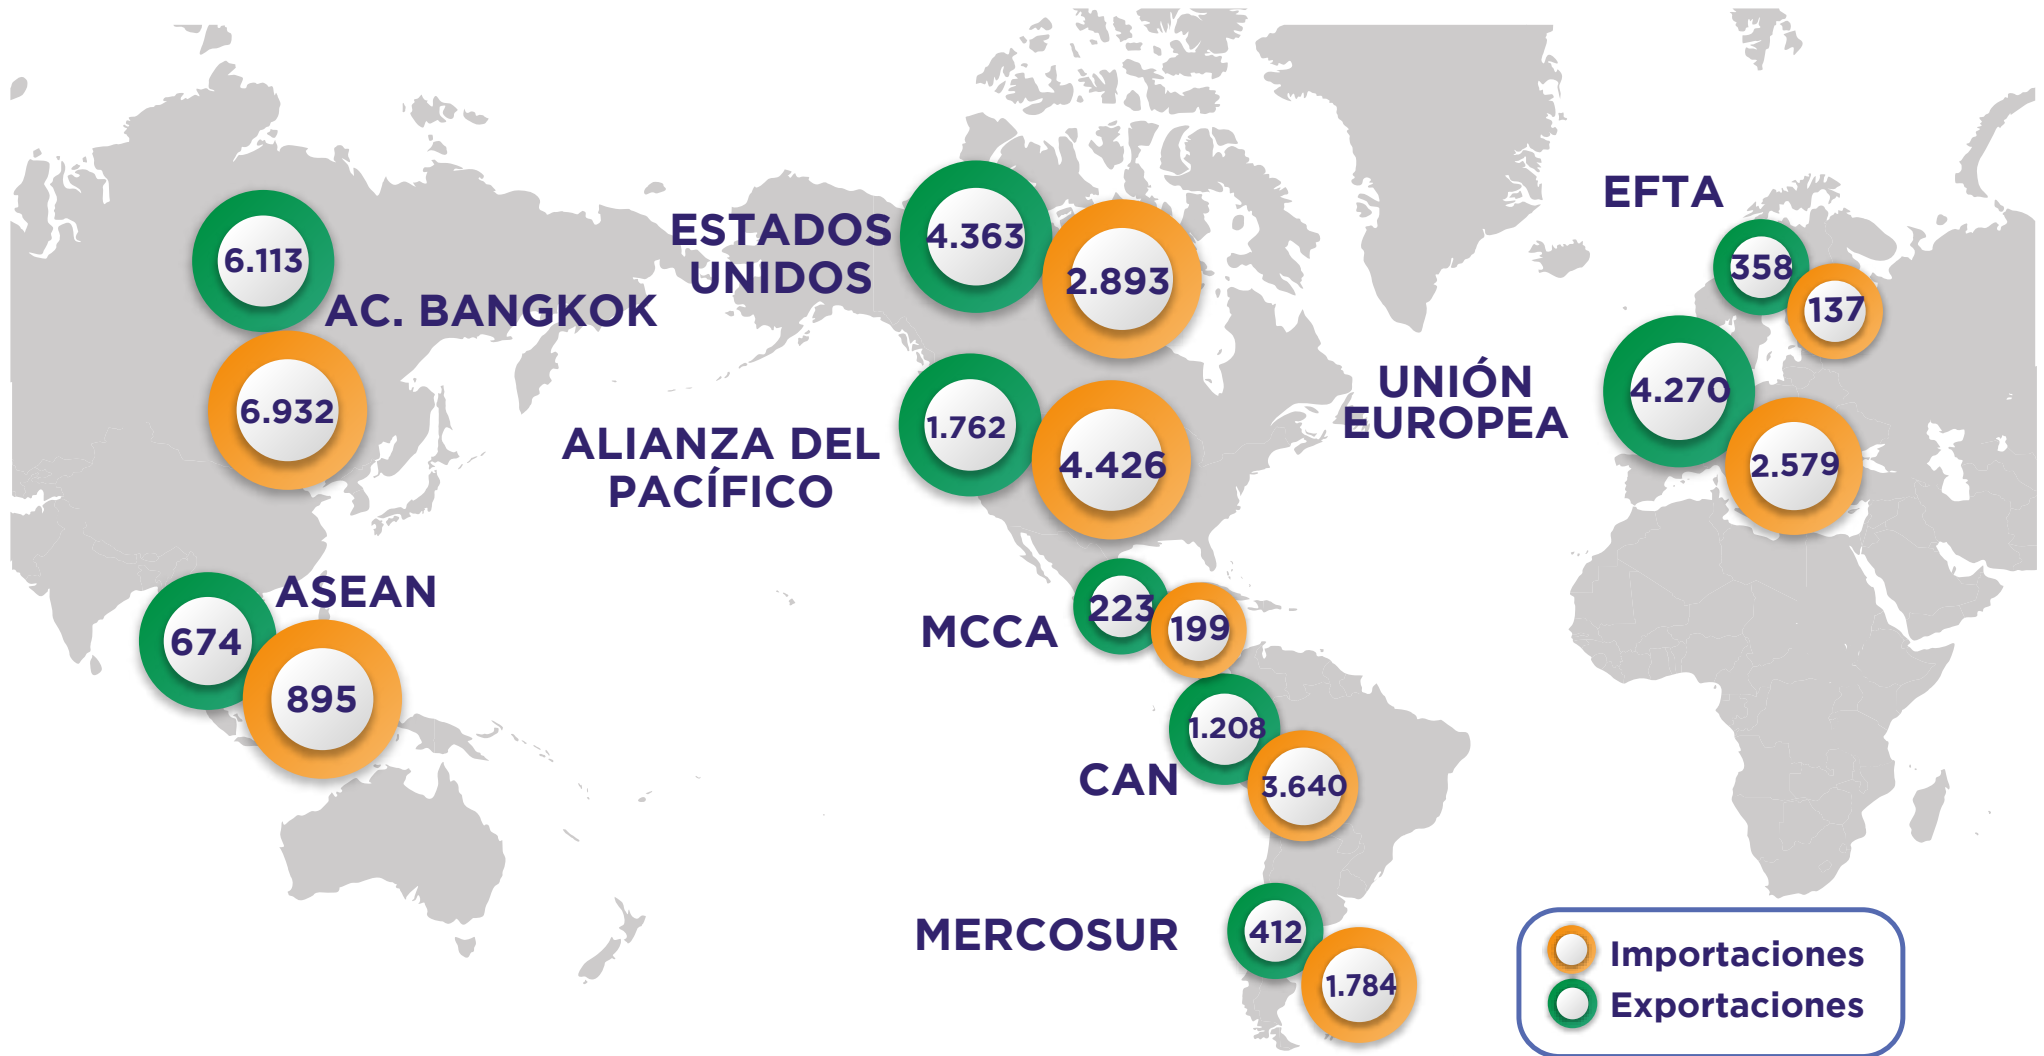 EFTA
358
137
ESTADOS
UNIDOS
4.363
2.893
6.113
AC. BANGKOK
6.932
UNIÓN
EUROPEA
4.270
2.579
ALIANZA DEL
PACÍFICO
1.762
4.426
ASEAN
674
895
MCCA
223
199
CAN
1.208
3.640
MERCOSUR
412
1.784
Importaciones
Exportaciones